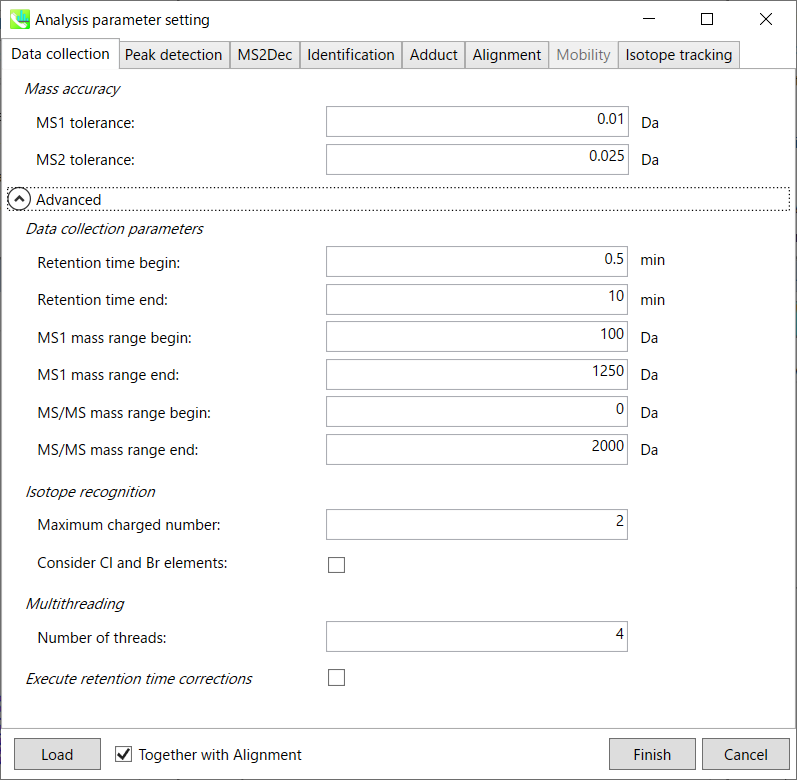 Analysis parameter setting
Data collection Peak detection MS2Dec Identification Adduct Alignment Mobility Isotope tracking
Mass accuracy
MS1 tolerance: 0.01 Da
MS2 tolerance: 0.025 Da
Advanced
Data collection parameters
Retention time begin: 0.5 min
Retention time end: 10 min
MS1 mass range begin: 100 Da
MS1 mass range end: 1250 Da
MS/MS mass range begin: 0 Da
MS/MS mass range end: 2000 Da
Isotope recognition
Maximum charged number: 2
Consider Cl and Br elements:
Multithreading
Number of threads: 4
Execute retention time corrections
Load Together with Alignment Finish Cancel